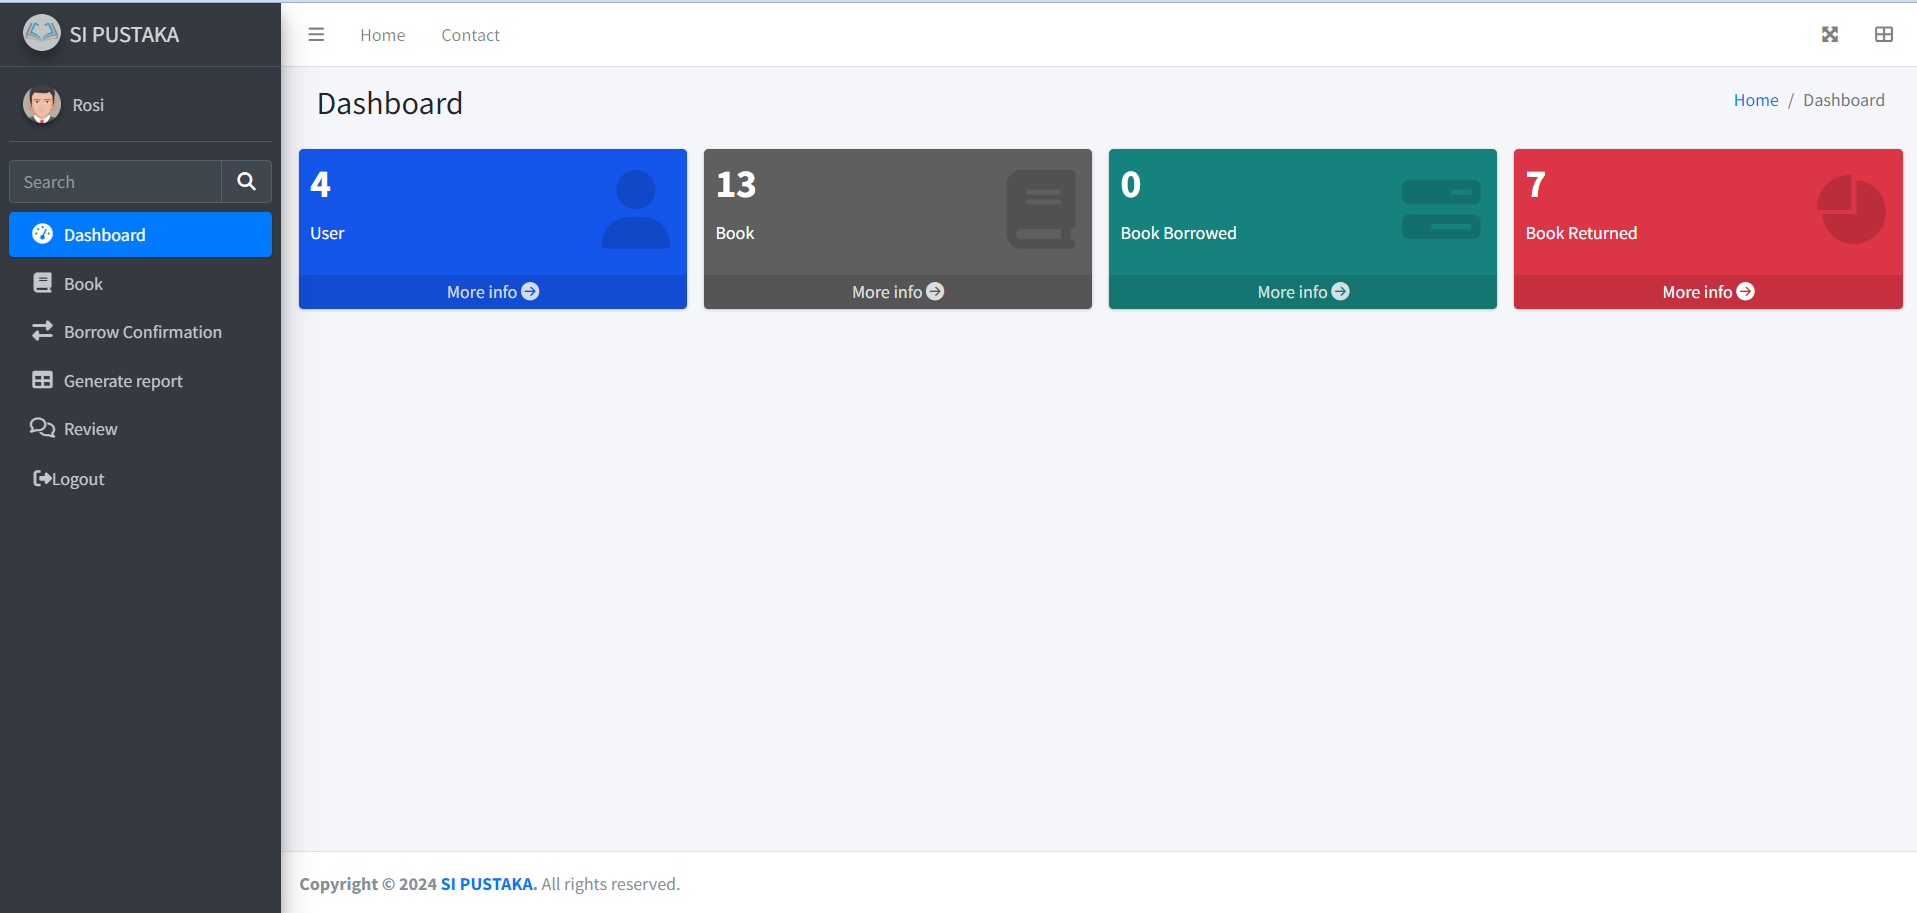 SI PUSTAKA
Home
Contact
Rosi
Search
Dashboard
Book
Borrow Confirmation
Generate report
Review
Logout
Dashboard
Home / Dashboard
4
User
More info
13
Book
More info
0
Book Borrowed
More info
7
Book Returned
More info
Copyright © 2024 SI PUSTAKA. All rights reserved.